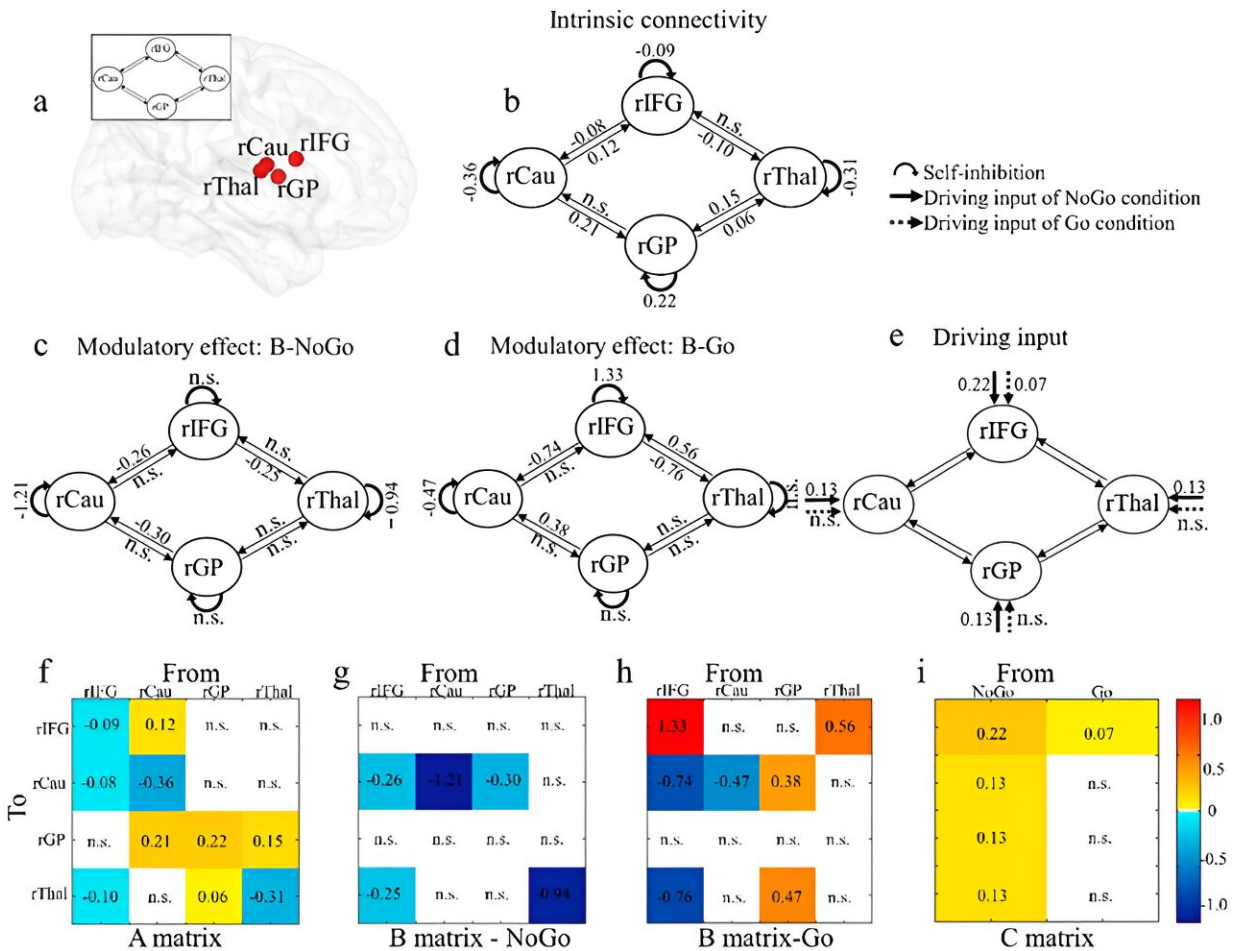 Intrinsic connectivity
a
rIFG
rCau
rThal
rGP
rCau
rIFG
rThal
rGP
b
-0.09
rIFG
-0.08
0.12
n.s.
-0.10
-0.36
rCau
rThal
-0.31
n.s.
0.21
0.15
0.06
rGP
0.22
Self-inhibition
Driving input of NoGo condition
Driving input of Go condition
c
Modulatory effect: B-NoGo
n.s.
rIFG
-0.26
n.s.
n.s.
-0.25
-1.21
rCau
rThal
-0.94
-0.30
n.s.
n.s.
n.s.
rGP
n.s.
d
Modulatory effect: B-Go
1.33
rIFG
-0.74
n.s.
0.56
-0.76
-0.47
rCau
rThal
n.s.
0.38
n.s.
n.s.
n.s.
rGP
n.s.
e
Driving input
0.22
0.07
rIFG
0.13
n.s.
rCau
rThal
0.13
n.s.
rGP
0.13
n.s.
f
From
rIFG rCau rGP rThal
To
rIFG -0.09 0.12 n.s. n.s.
rCau -0.08 -0.36 n.s. n.s.
rGP n.s. 0.21 0.22 0.15
rThal -0.10 n.s. 0.06 -0.31
A matrix
g
From
rIFG rCau rGP rThal
n.s. n.s. n.s. n.s.
-0.26 -1.21 -0.30 n.s.
n.s. n.s. n.s. n.s.
-0.25 n.s. n.s. -0.94
B matrix - NoGo
h
From
rIFG rCau rGP rThal
1.33 n.s. n.s. 0.56
-0.74 -0.47 0.38 n.s.
n.s. n.s. n.s. n.s.
-0.76 n.s. 0.47 n.s.
B matrix-Go
i
From
NoGo Go
0.22 0.07
0.13 n.s.
0.13 n.s.
0.13 n.s.
C matrix
1.0
0.5
0
-0.5
-1.0